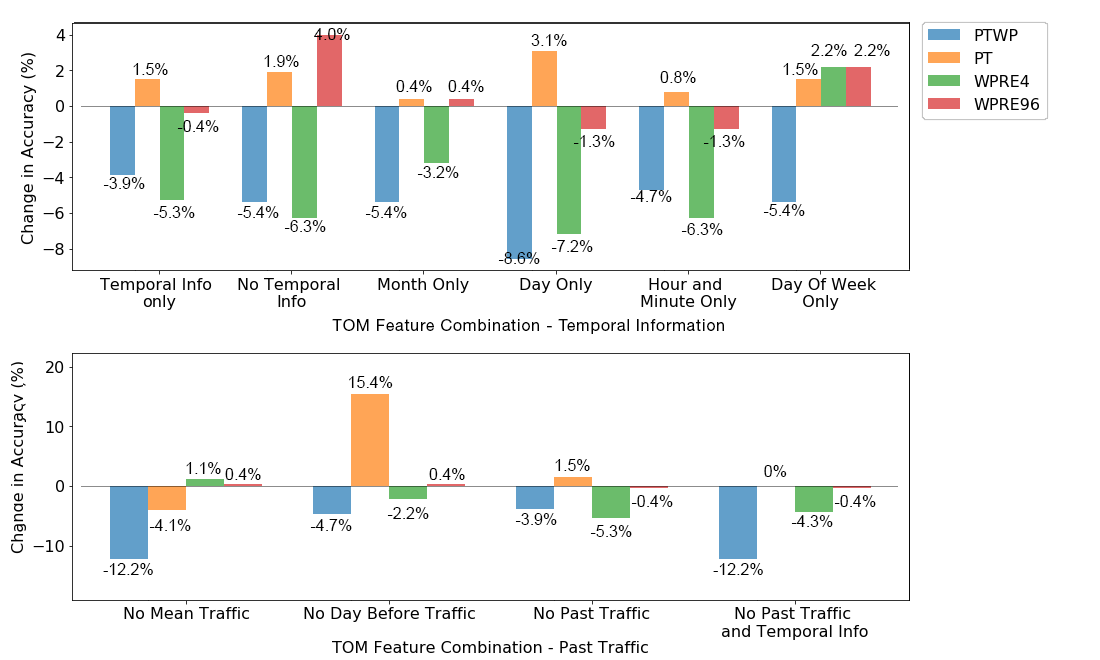 4
2
0
−2
−4
−6
−8
Change in Accuracy (%)
1.5%
-3.9%
-5.3%
-0.4%
1.9%
4.0%
-5.4%
-6.3%
0.4%
0.4%
-5.4%
-3.2%
3.1%
-8.6%
-7.2%
-1.3%
0.8%
-4.7%
-6.3%
-1.3%
1.5%
2.2%
2.2%
-5.4%
PTWP
PT
WPRE4
WPRE96
Temporal Info
only
No Temporal
Info
Month Only
Day Only
Hour and
Minute Only
Day Of Week
Only
TOM Feature Combination - Temporal Information
20
10
0
−10
Change in Accuracy (%)
-12.2%
-4.1%
1.1%
0.4%
-4.7%
15.4%
-2.2%
0.4%
-3.9%
1.5%
-5.3%
-0.4%
-12.2%
0%
-4.3%
-0.4%
No Mean Traffic
No Day Before Traffic
No Past Traffic
No Past Traffic
and Temporal Info
TOM Feature Combination - Past Traffic